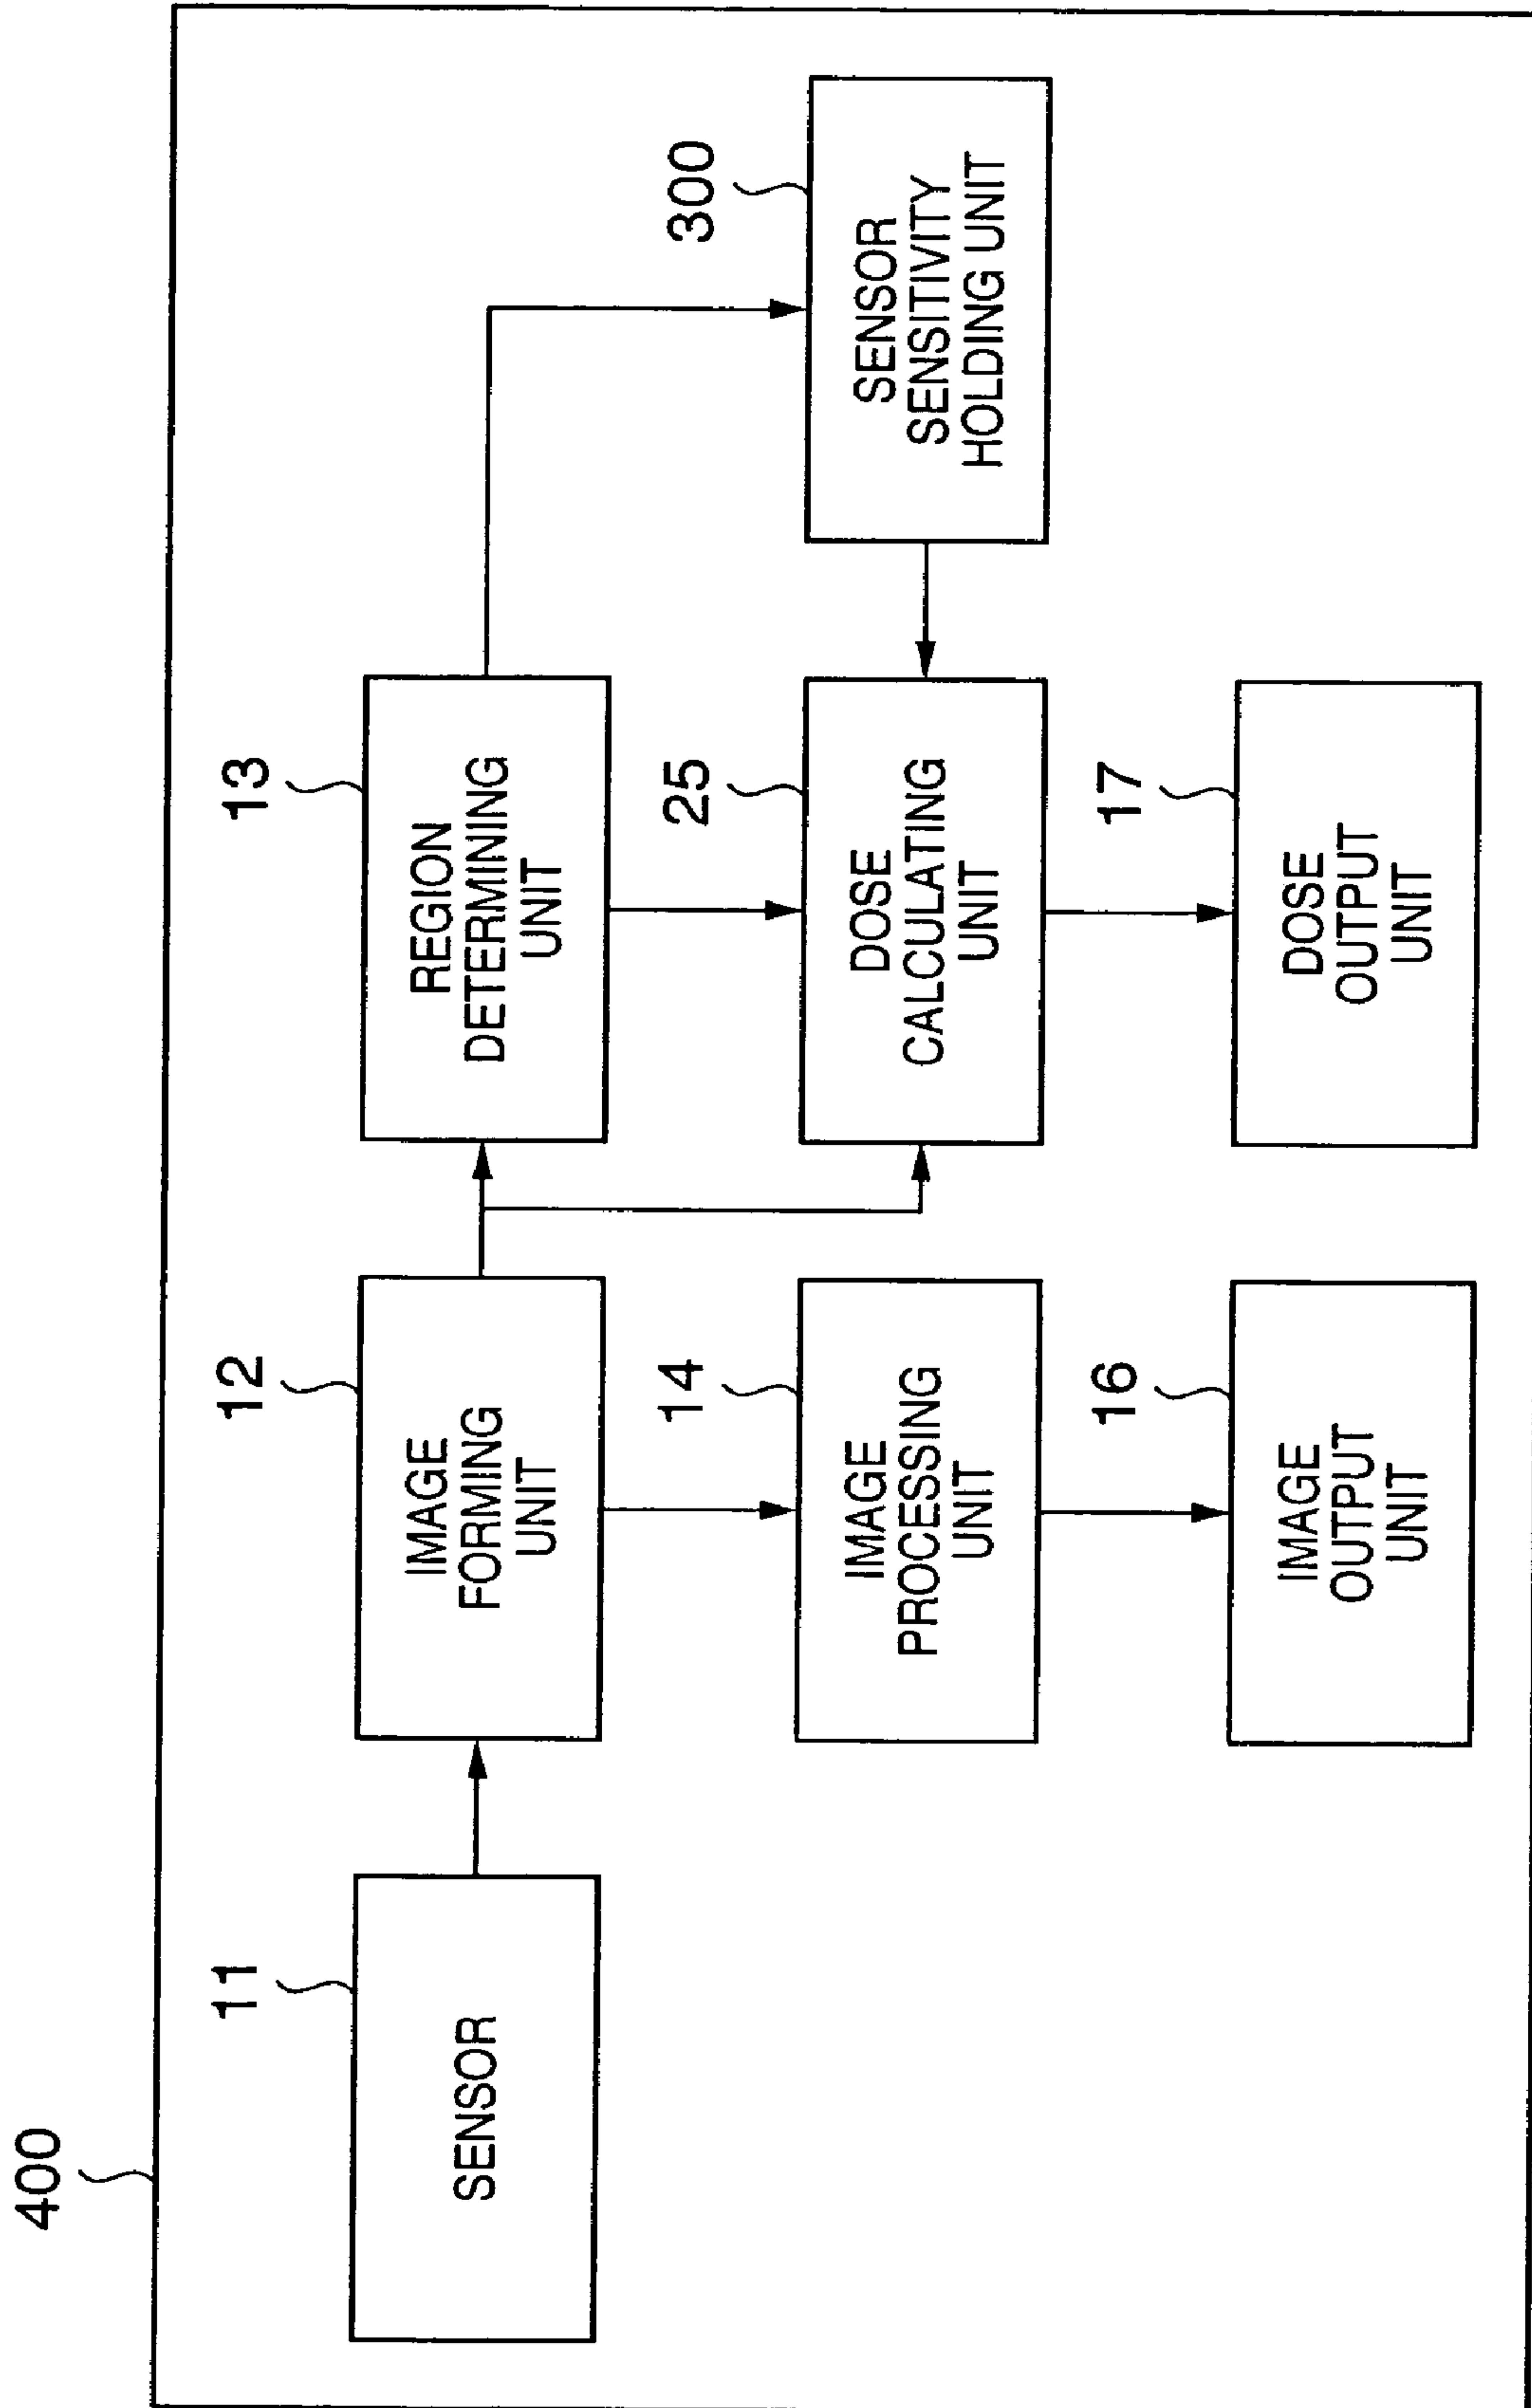 400
11
SENSOR
12
IMAGE
FORMING
UNIT
13
REGION
DETERMINING
UNIT
14
IMAGE
PROCESSING
UNIT
25
DOSE
CALCULATING
UNIT
300
SENSOR
SENSITIVITY
HOLDING UNIT
16
IMAGE
OUTPUT
UNIT
17
DOSE
OUTPUT
UNIT